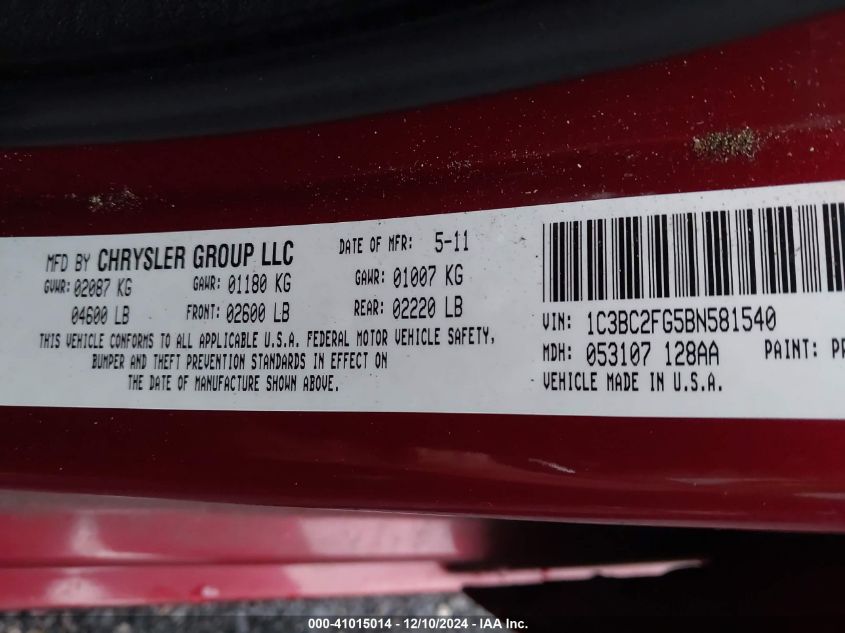 MFD BY CHRYSLER GROUP LLC DATE OF MFR: 5-11
GVWR: 02087 KG GAWR: 01180 KG GAWR: 01007 KG
04600 LB FRONT: 02600 LB REAR: 02220 LB
THIS VEHICLE CONFORMS TO ALL APPLICABLE U.S.A. FEDERAL MOTOR VEHICLE SAFETY,
BUMPER AND THEFT PREVENTION STANDARDS IN EFFECT ON
THE DATE OF MANUFACTURE SHOWN ABOVE.
VIN: 1C3BC2FG5BN581540
MDH: 053107 128AA PAINT:
VEHICLE MADE IN U.S.A.
000-41015014 - 12/10/2024 - IAA Inc.